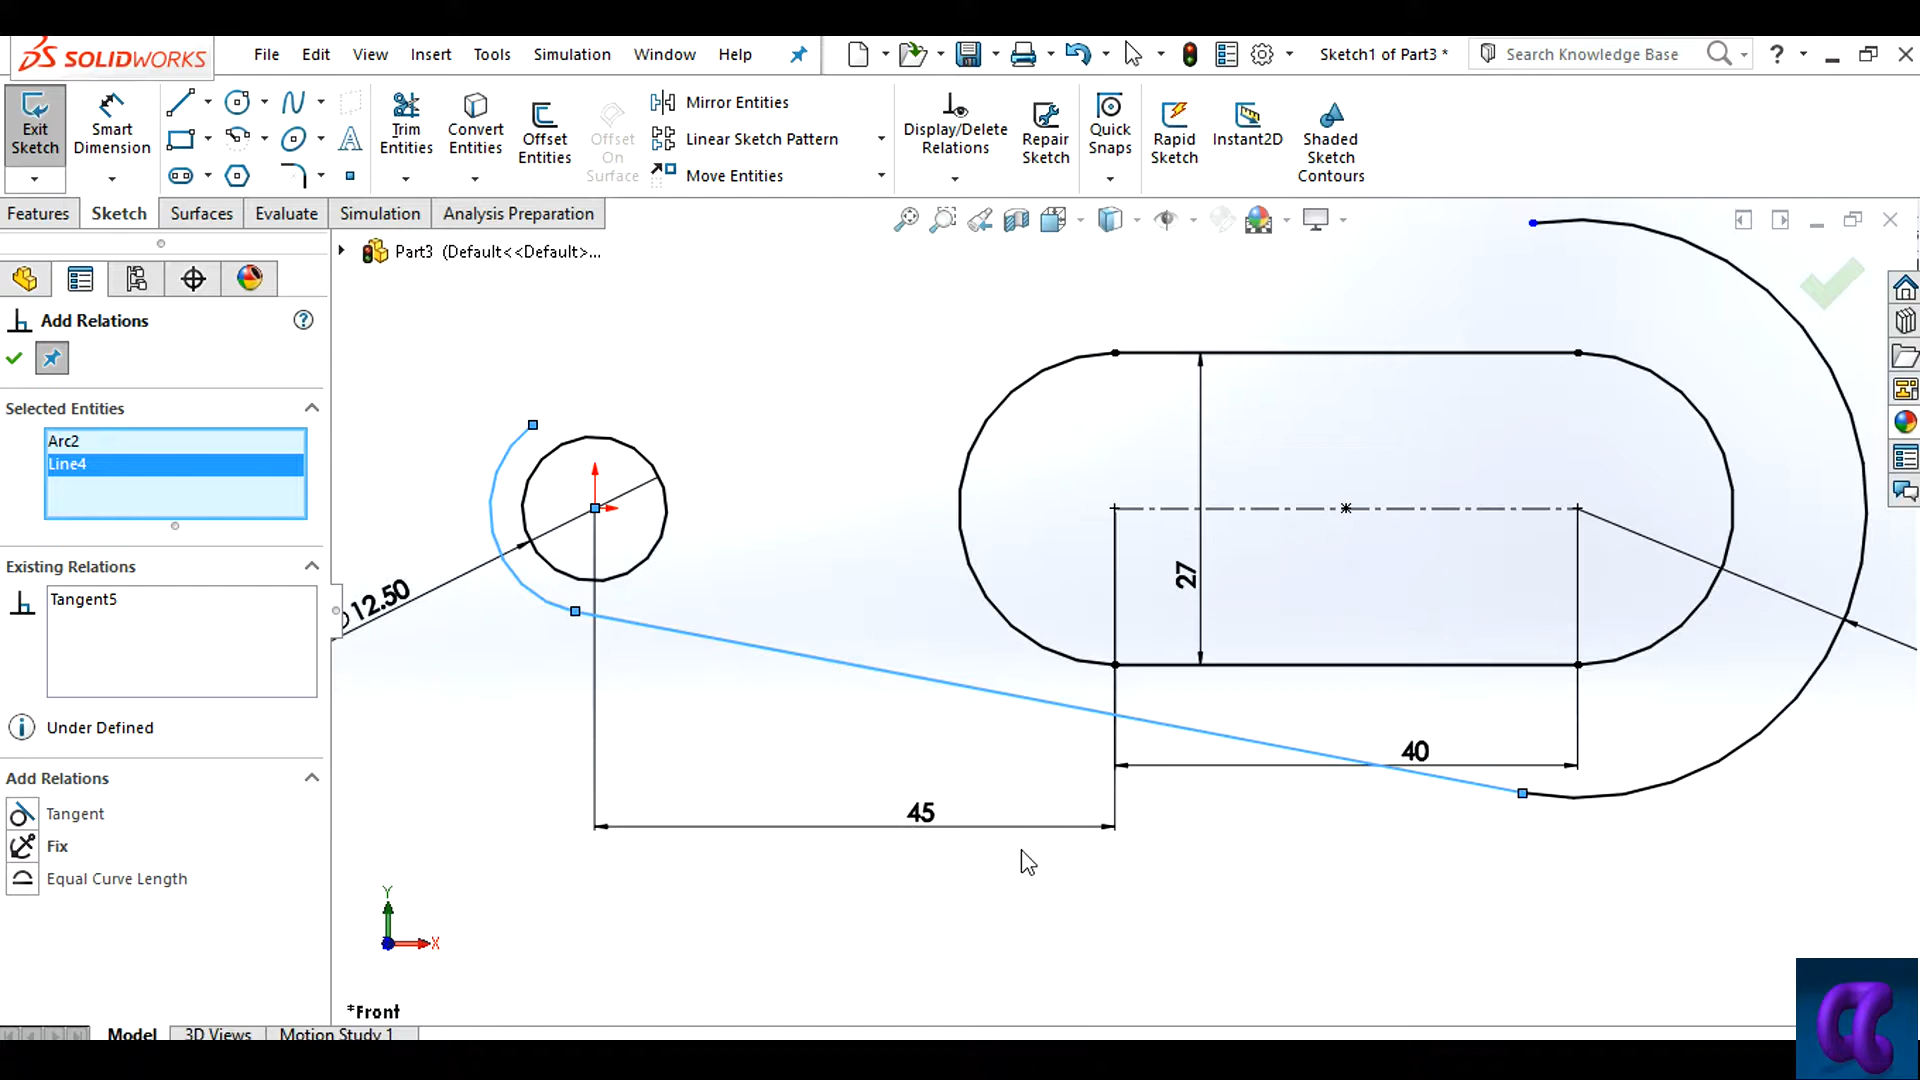 DS SOLIDWORKS File Edit View Insert Tools Simulation Window Help Sketch1 of Part3 * Search Knowledge Base ?
Exit Sketch
Smart Dimension
Trim Entities
Convert Entities
Offset Entities
Offset On Surface
Mirror Entities
Linear Sketch Pattern
Move Entities
Display/Delete Relations
Repair Sketch
Quick Snaps
Rapid Sketch
Instant2D
Shaded Sketch Contours
Features Sketch Surfaces Evaluate Simulation Analysis Preparation
Part3 (Default<<Default>...
Add Relations
Selected Entities
Arc2
Line4
Existing Relations
Tangent5
Under Defined
Add Relations
Tangent
Fix
Equal Curve Length
12.50
27
40
45
Y
X
*Front
Model 3D Views Motion Study 1